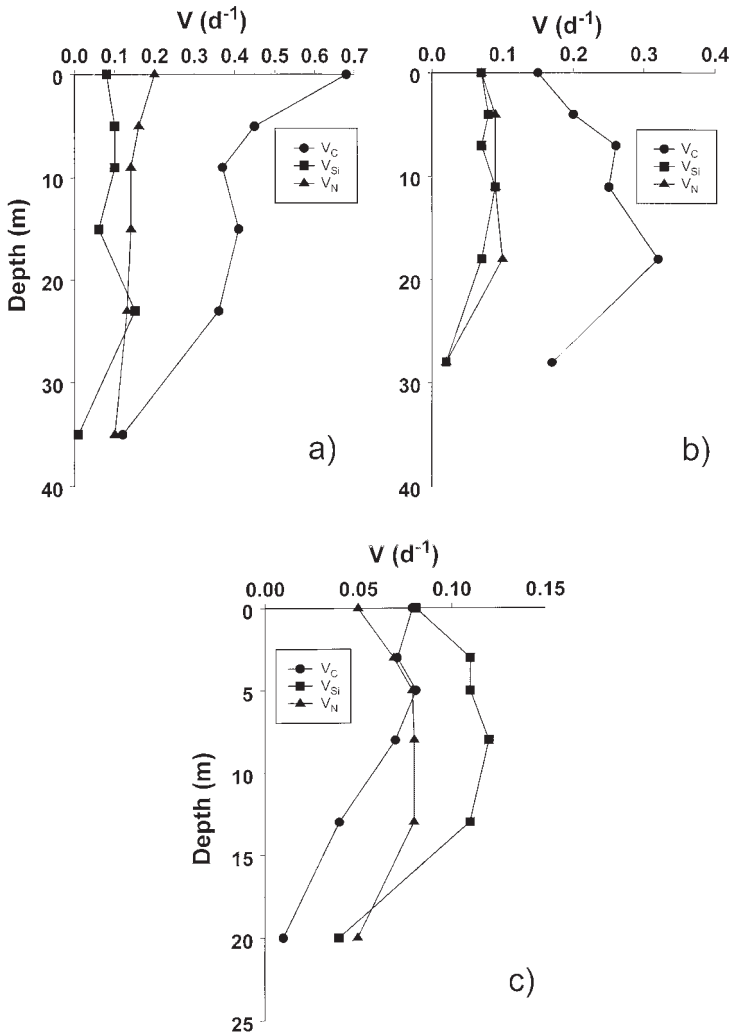 V (d⁻¹)
0.0 0.1 0.2 0.3 0.4 0.5 0.6 0.7
0
10
20
30
40
Depth (m)
V_C
V_Si
V_N
a)
V (d⁻¹)
0.0 0.1 0.2 0.3 0.4
0
10
20
30
40
V_C
V_Si
V_N
b)
V (d⁻¹)
0.00 0.05 0.10 0.15
0
5
10
15
20
25
Depth (m)
V_C
V_Si
V_N
c)